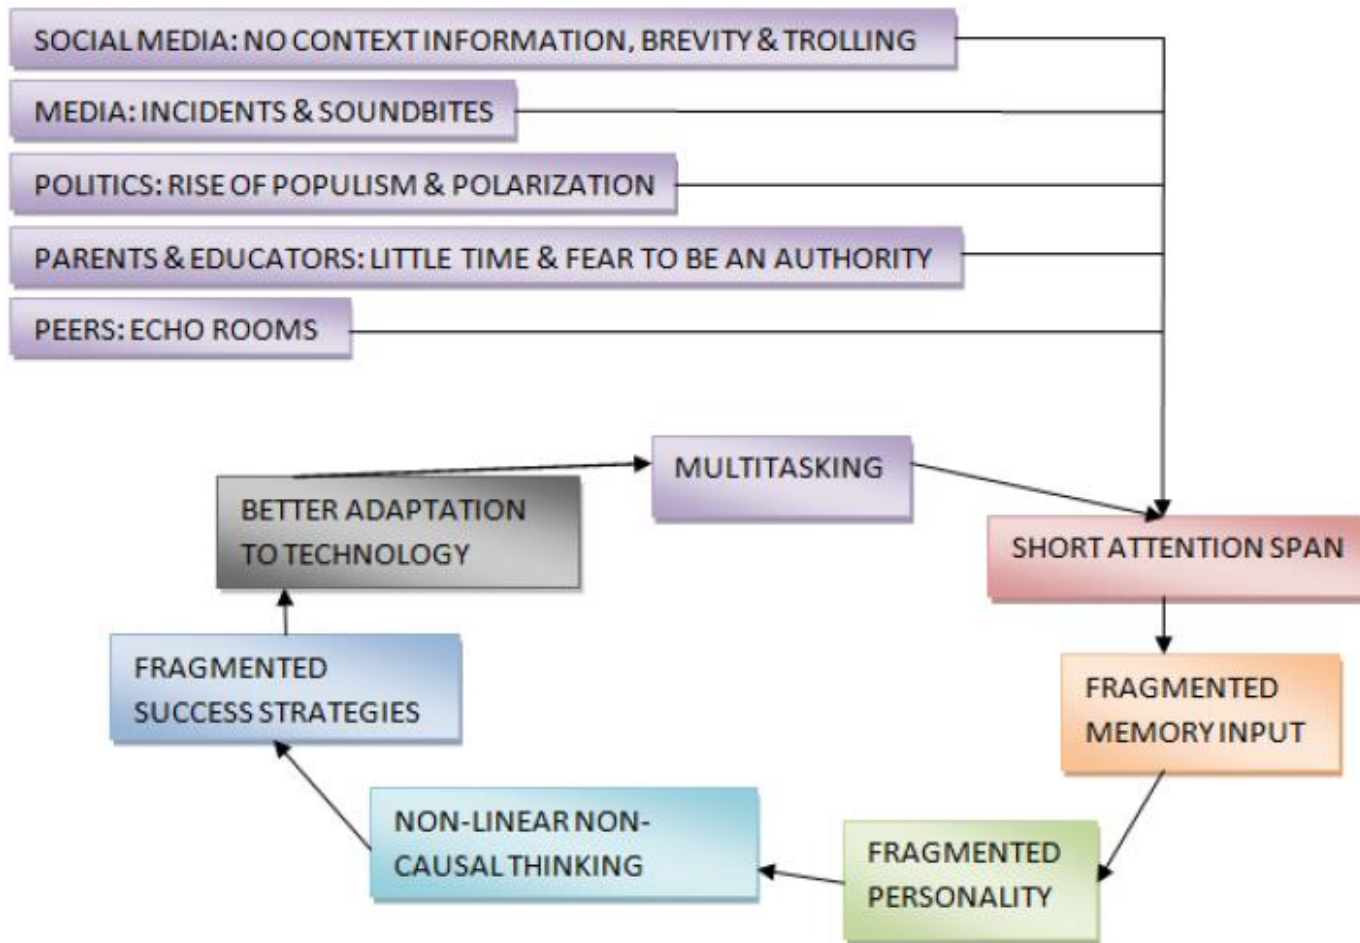 SOCIAL MEDIA: NO CONTEXT INFORMATION, BREVITY & TROLLING
MEDIA: INCIDENTS & SOUNDBITES
POLITICS: RISE OF POPULISM & POLARIZATION
PARENTS & EDUCATORS: LITTLE TIME & FEAR TO BE AN AUTHORITY
PEERS: ECHO ROOMS
MULTITASKING
BETTER ADAPTATION
TO TECHNOLOGY
SHORT ATTENTION SPAN
FRAGMENTED
SUCCESS STRATEGIES
FRAGMENTED
MEMORY INPUT
NON-LINEAR NON-
CAUSAL THINKING
FRAGMENTED
PERSONALITY